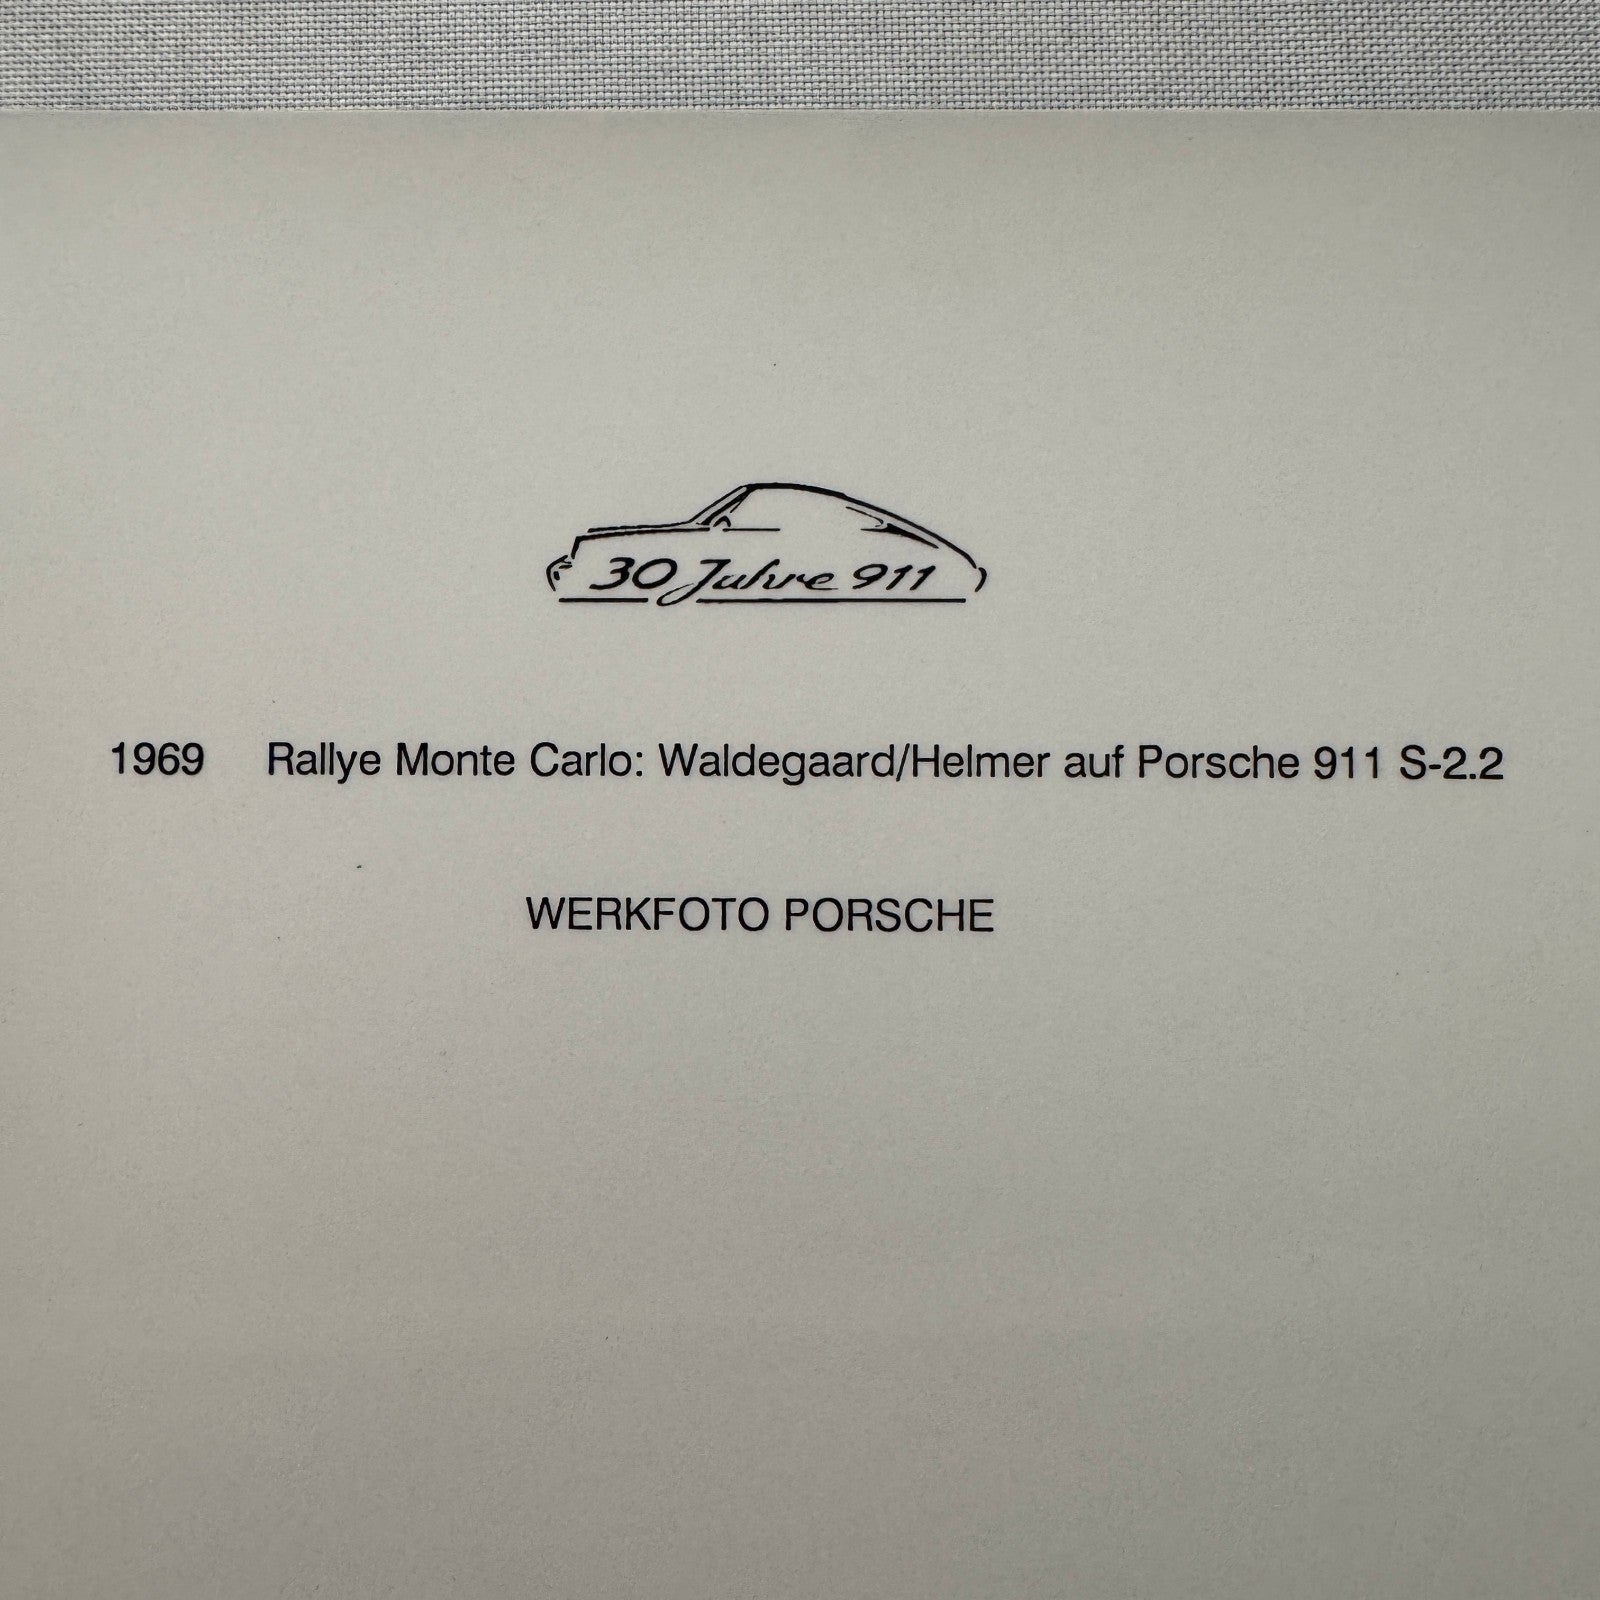 30 Jahre 911
1969 Rallye Monte Carlo: Waldegaard/Helmer auf Porsche 911 S-2.2
WERKFOTO PORSCHE